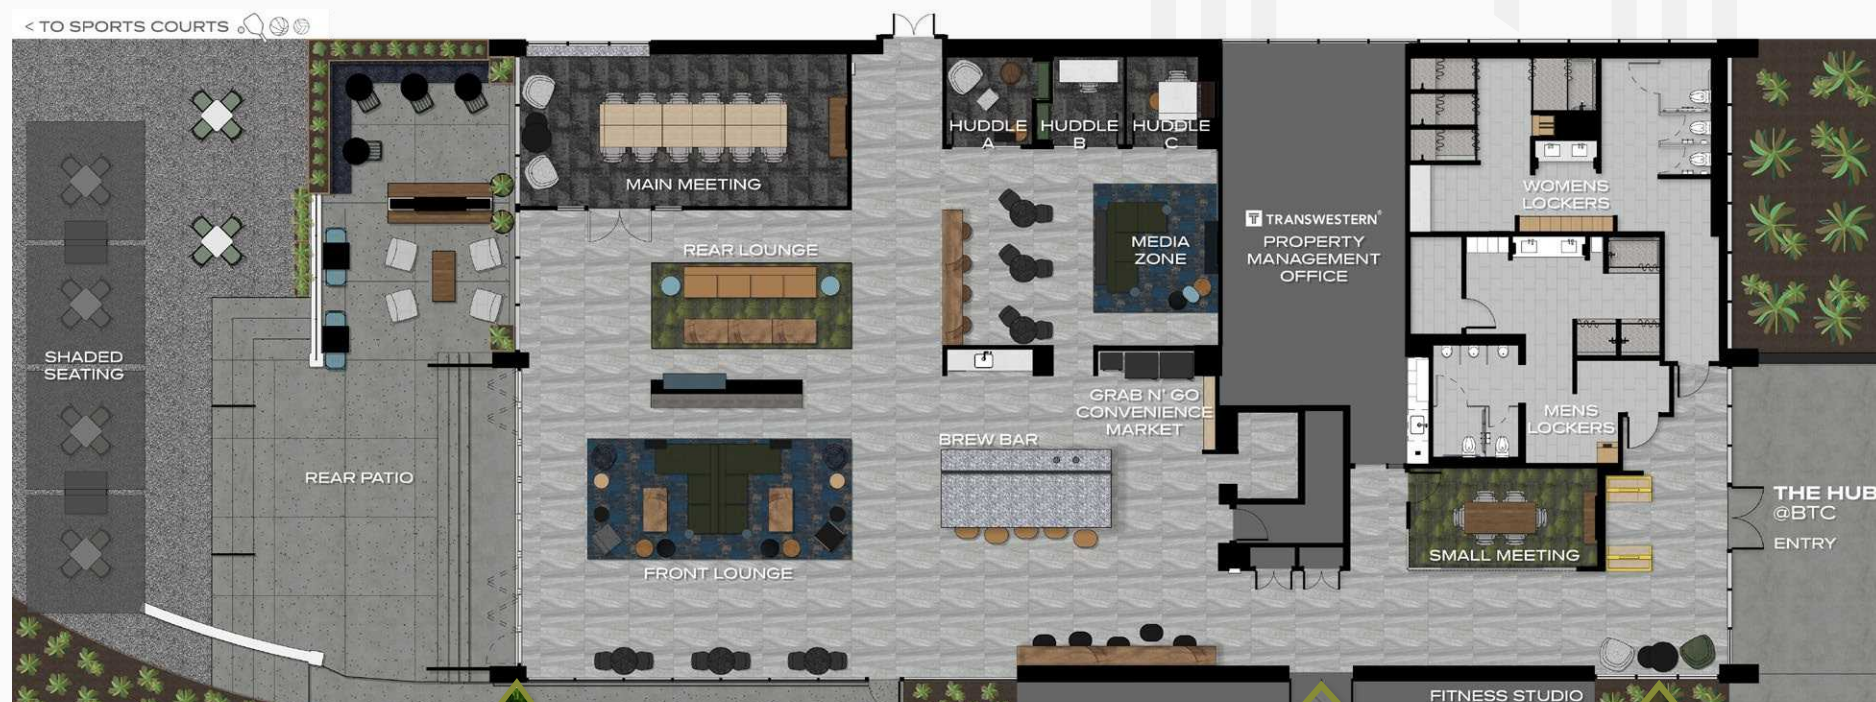 < TO SPORTS COURTS
HUDDLE
A
HUDDLE
B
HUDDLE
C
MAIN MEETING
WOMENS
LOCKERS
TRANSWESTERN®
PROPERTY
MANAGEMENT
OFFICE
REAR LOUNGE
MEDIA
ZONE
SHADED
SEATING
GRAB N' GO
CONVENIENCE
MARKET
MENS
LOCKERS
BREW BAR
REAR PATIO
THE HUB
@BTC
ENTRY
SMALL MEETING
FRONT LOUNGE
FITNESS STUDIO